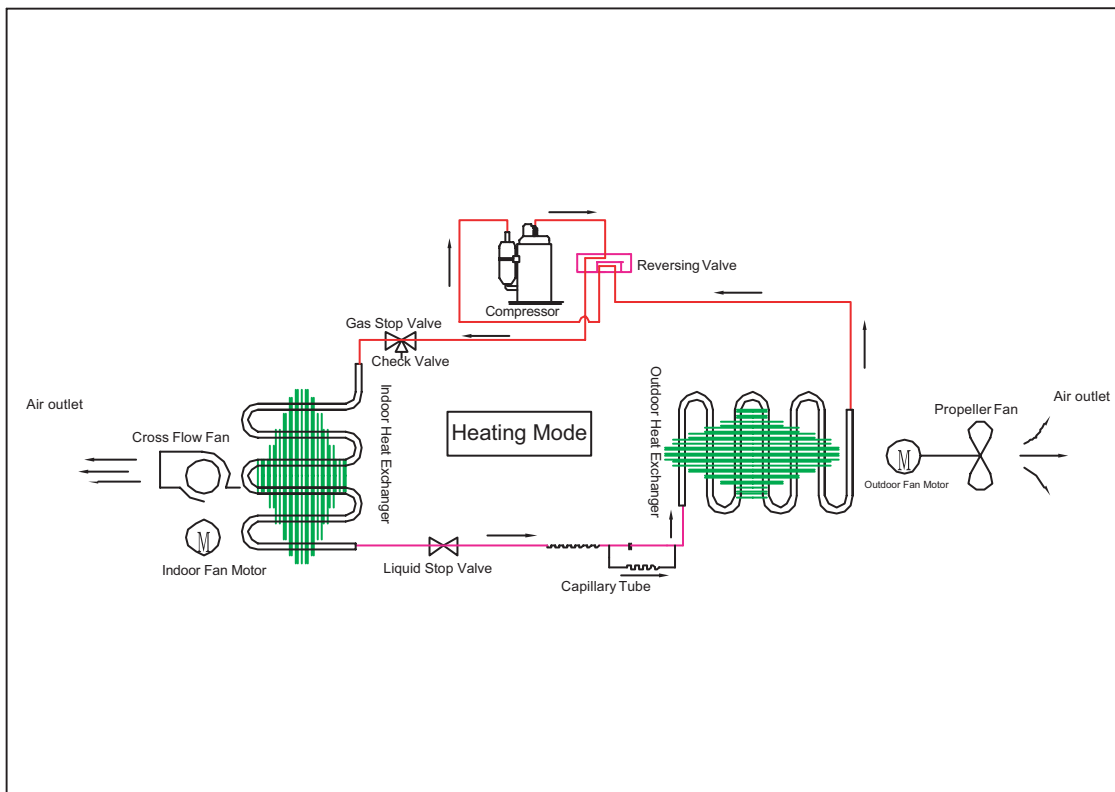 Reversing Valve
Compressor
Gas Stop Valve
Check Valve
Indoor Heat Exchanger
Outdoor Heat Exchanger
Air outlet
Cross Flow Fan
Heating Mode
Propeller Fan
Air outlet
M
Outdoor Fan Motor
M
Indoor Fan Motor
Liquid Stop Valve
Capillary Tube